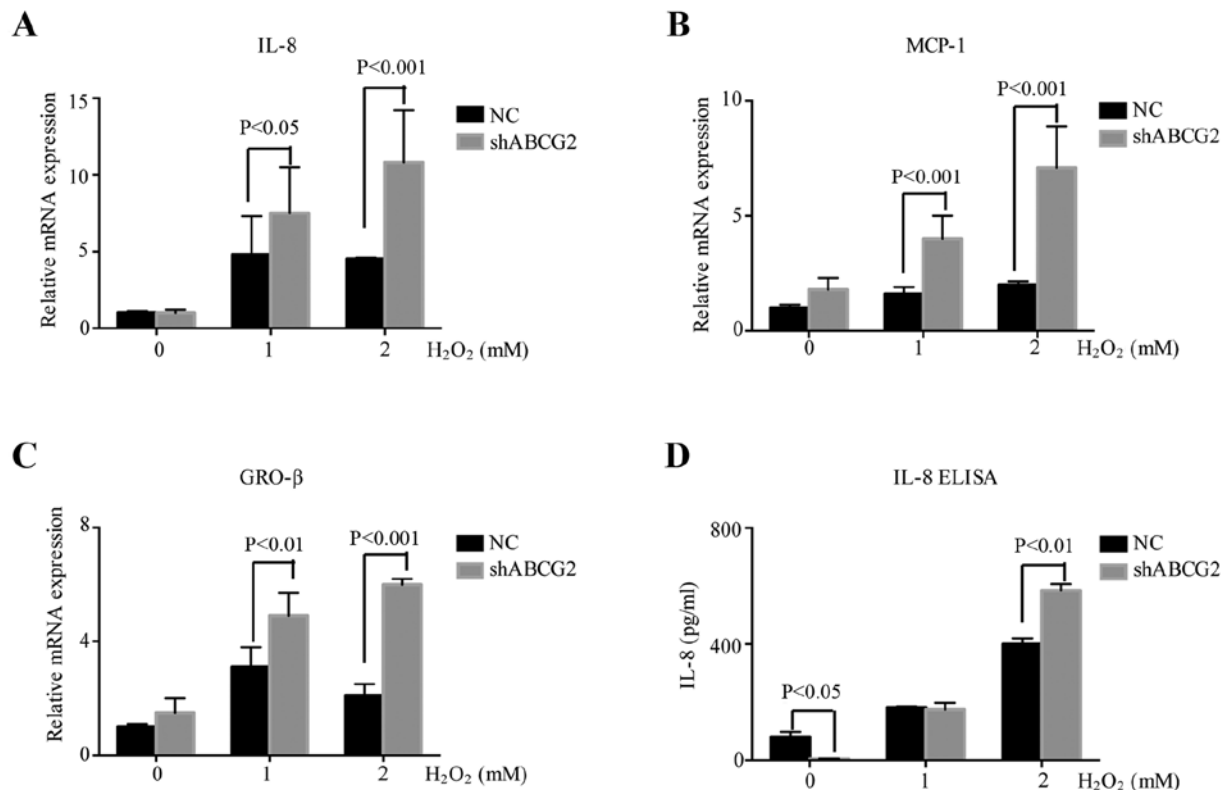 A
IL-8
Relative mRNA expression
15
10
5
0
P<0.05
P<0.001
NC
shABCG2
0
1
2
H₂O₂ (mM)
B
MCP-1
Relative mRNA expression
10
5
0
P<0.001
P<0.001
NC
shABCG2
0
1
2
H₂O₂ (mM)
C
GRO-β
Relative mRNA expression
8
4
0
P<0.01
P<0.001
NC
shABCG2
0
1
2
H₂O₂ (mM)
D
IL-8 ELISA
IL-8 (pg/ml)
800
400
0
P<0.05
P<0.01
NC
shABCG2
0
1
2
H₂O₂ (mM)